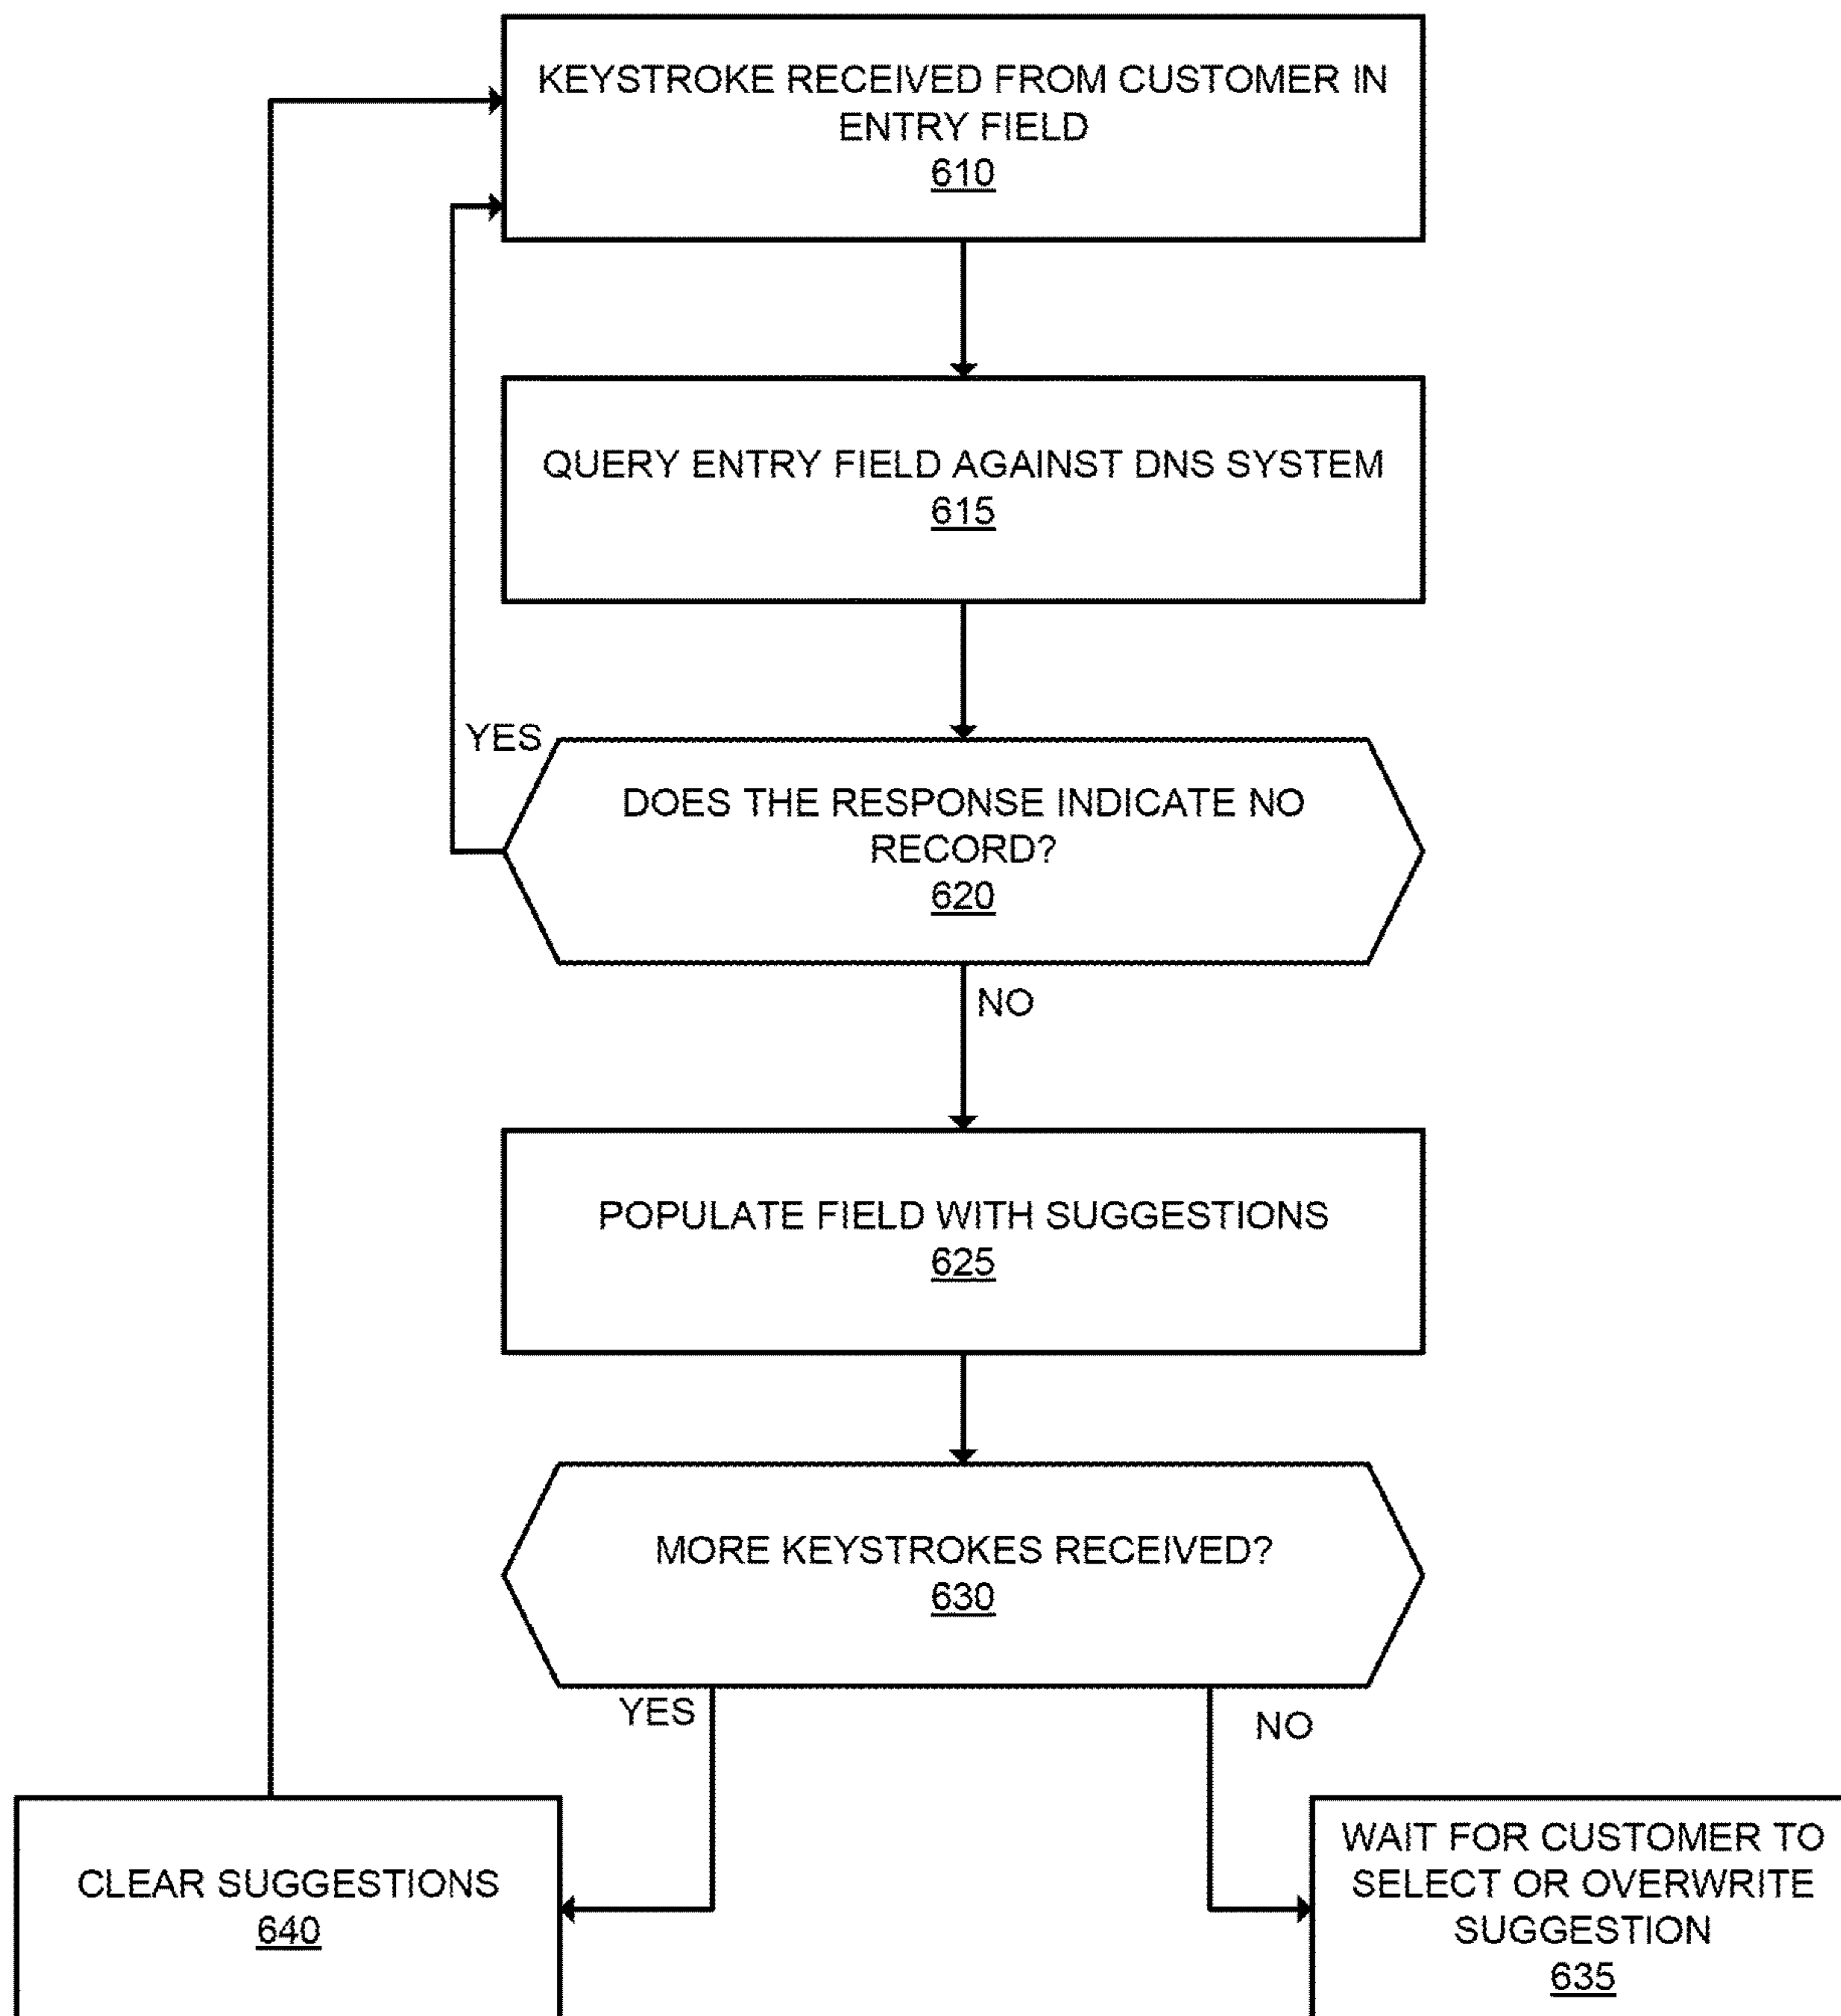 KEYSTROKE RECEIVED FROM CUSTOMER IN
ENTRY FIELD
610
QUERY ENTRY FIELD AGAINST DNS SYSTEM
615
YES
DOES THE RESPONSE INDICATE NO
RECORD?
620
NO
POPULATE FIELD WITH SUGGESTIONS
625
MORE KEYSTROKES RECEIVED?
630
YES
NO
CLEAR SUGGESTIONS
640
WAIT FOR CUSTOMER TO
SELECT OR OVERWRITE
SUGGESTION
635